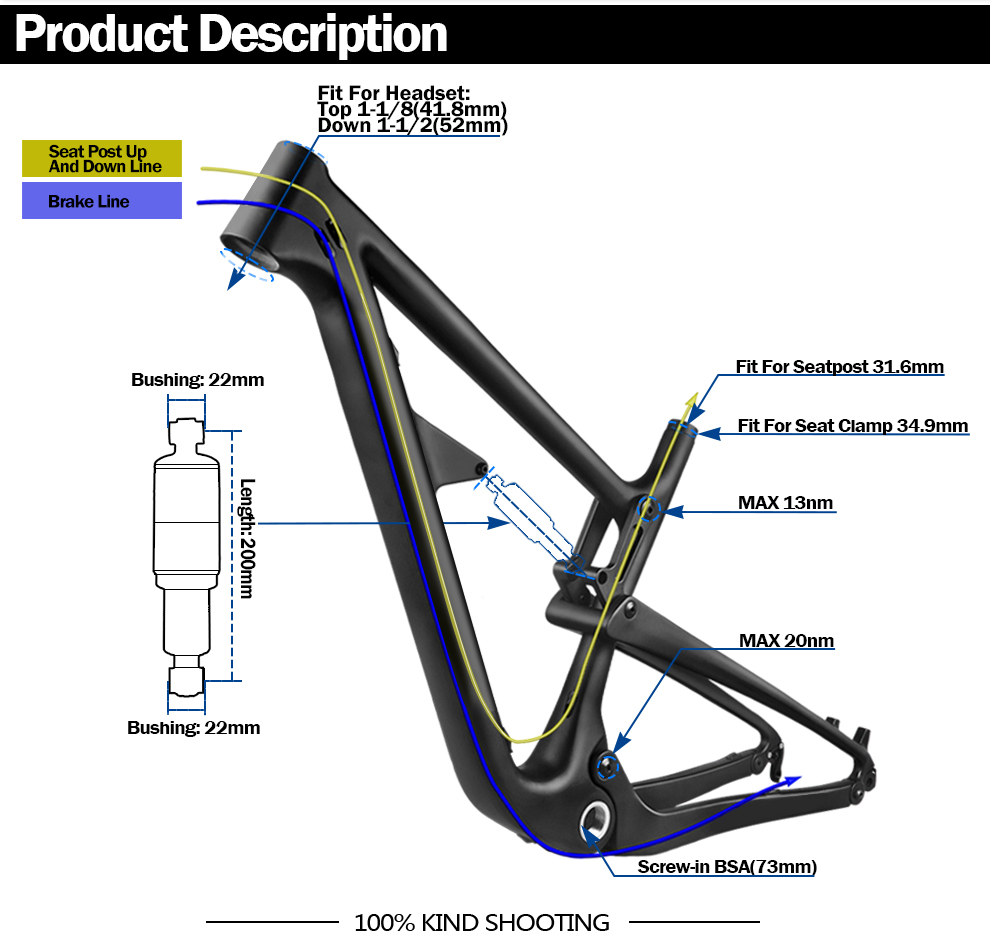 Product Description
Fit For Headset:
Top 1-1/8(41.8mm)
Down 1-1/2(52mm)
Seat Post Up
And Down Line
Brake Line
Fit For Seatpost 31.6mm
Bushing: 22mm
Fit For Seat Clamp 34.9mm
Length:200mm
MAX 13nm
MAX 20nm
Bushing: 22mm
Screw-in BSA(73mm)
100% KIND SHOOTING